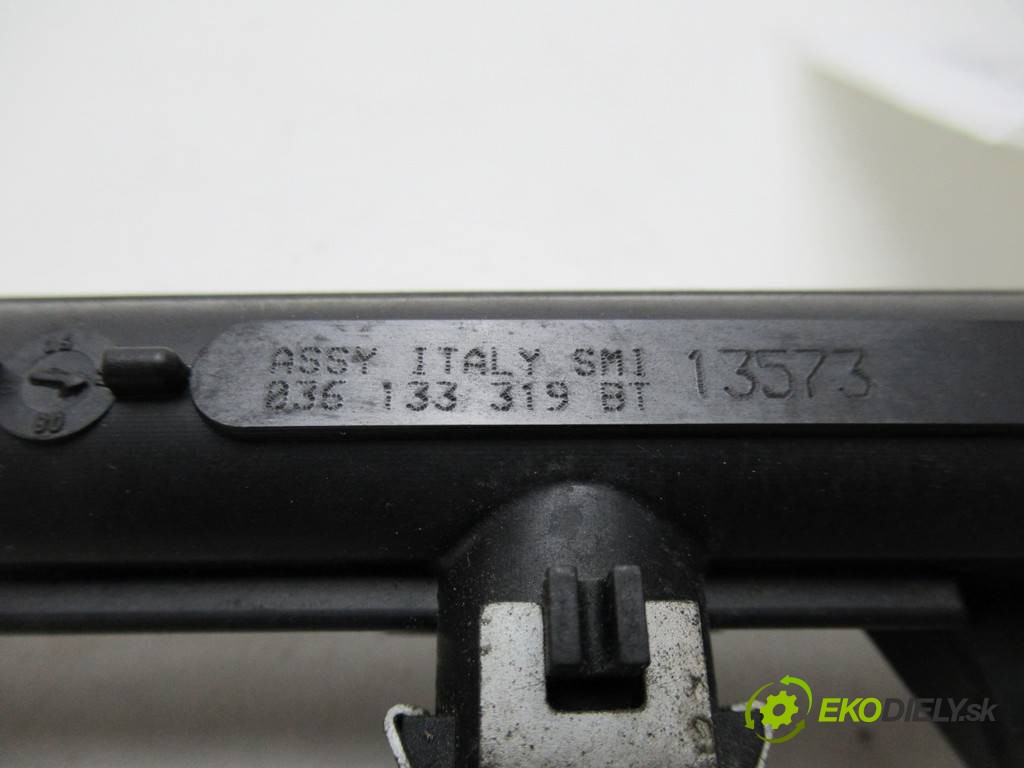 ASSY ITALY SMI 13573
036 133 319 BT
EKODIELY.sk